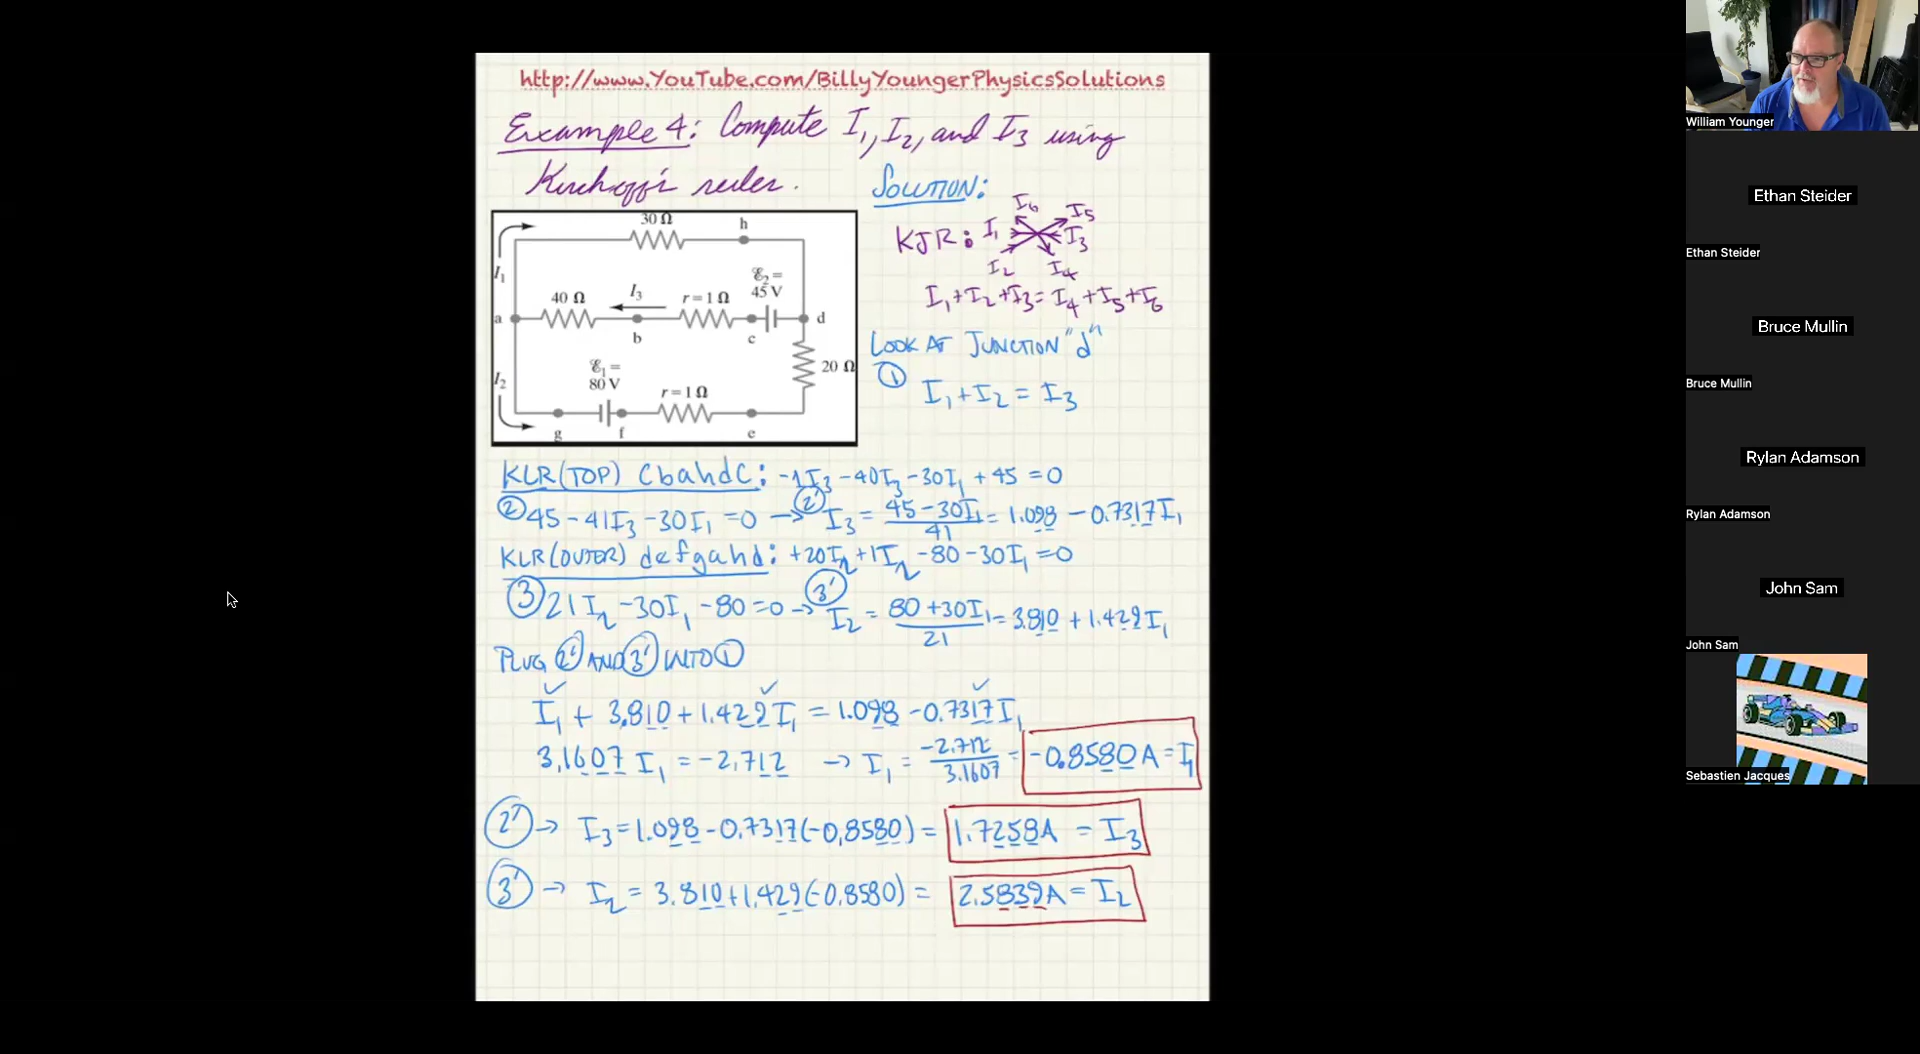 http://www.YouTube.com/BillyYoungerPhysicsSolutions
Example 4: Compute I₁, I₂, and I₃ using
Kirchoff's rules.
SOLUTION:
30 Ω
h
I₁
ℰ₂ =
45 V
40 Ω
I₃
r = 1 Ω
a
b
c
d
20 Ω
I₂
ℰ₁ =
80 V
r = 1 Ω
g
f
e
KJR: I₁ I₂ I₃ I₄ I₅ I₆
I₁+I₂+I₃=I₄+I₅+I₆
LOOK AT JUNCTION "d"
① I₁+I₂=I₃
KLR(TOP) CbahdC: -1I₃-40I₃-30I₁+45=0
② 45-41I₃-30I₁=0 → ②' I₃ = 45-30I₁/41 = 1.098 - 0.7317I₁
KLR(OUTER) defgahd: +20I₂+1I₂-80-30I₁=0
③ 21I₂-30I₁-80=0 → ③' I₂ = 80+30I₁/21 = 3.810 + 1.429I₁
PLUG ②' AND ③' INTO ①
✓ ✓ ✓
I₁ + 3.810 + 1.429I₁ = 1.098 - 0.7317I₁
3.1607 I₁ = -2.712 → I₁ = -2.712/3.1607 = -0.8580A = I₁
②' → I₃ = 1.098 - 0.7317(-0.8580) = 1.7258A = I₃
③' → I₂ = 3.810 + 1.429(-0.8580) = 2.5839A = I₂
William Younger
Ethan Steider
Ethan Steider
Bruce Mullin
Bruce Mullin
Rylan Adamson
Rylan Adamson
John Sam
John Sam
Sebastien Jacques